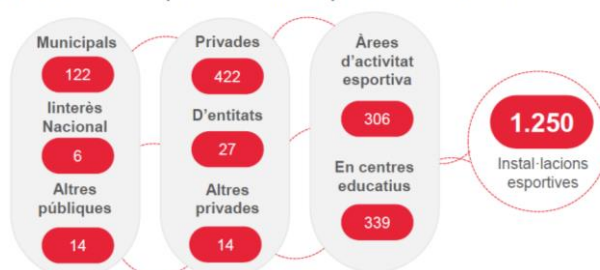 Municipals
122
Iinterès
Nacional
6
Altres
públiques
14
Privades
422
D'entitats
27
Altres
privades
14
Àrees
d'activitat
esportiva
306
En centres
educatius
339
1.250
Instal·lacions
esportives